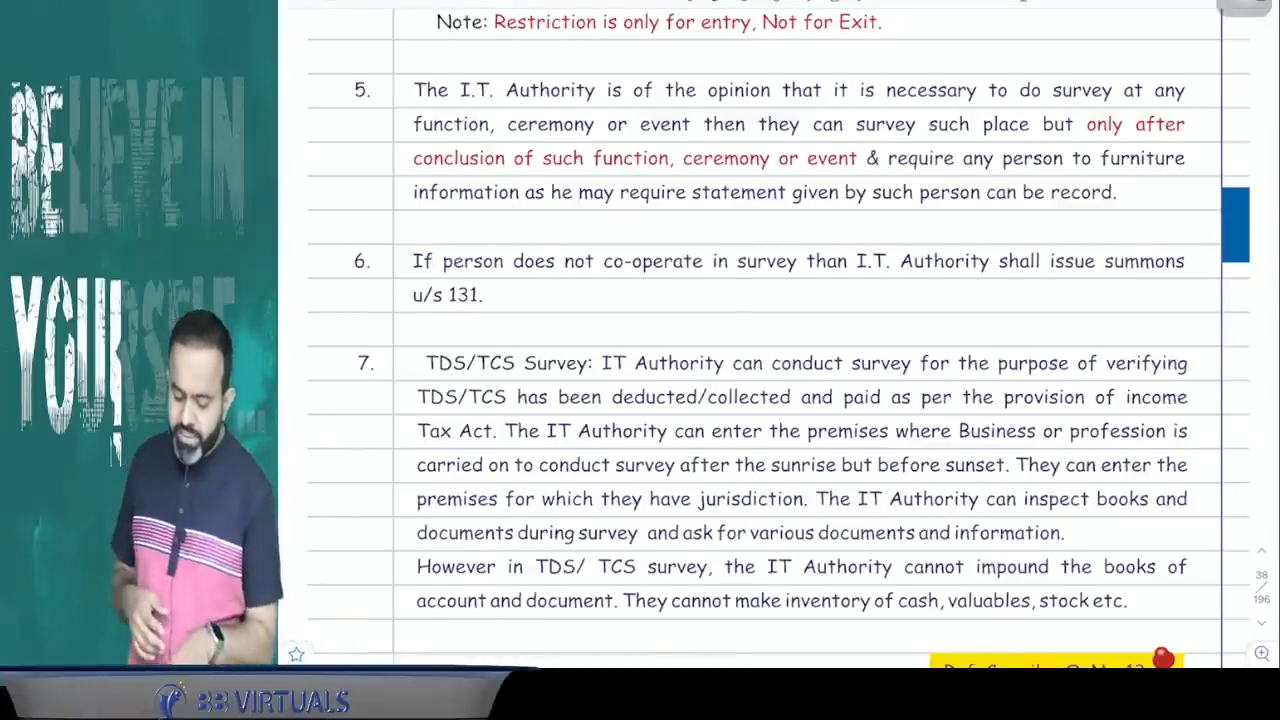 Note: Restriction is only for entry, Not for Exit.
5. The I.T. Authority is of the opinion that it is necessary to do survey at any
function, ceremony or event then they can survey such place but only after
conclusion of such function, ceremony or event & require any person to furniture
information as he may require statement given by such person can be record.
6. If person does not co-operate in survey than I.T. Authority shall issue summons
u/s 131.
7. TDS/TCS Survey: IT Authority can conduct survey for the purpose of verifying
TDS/TCS has been deducted/collected and paid as per the provision of income
Tax Act. The IT Authority can enter the premises where Business or profession is
carried on to conduct survey after the sunrise but before sunset. They can enter the
premises for which they have jurisdiction. The IT Authority can inspect books and
documents during survey and ask for various documents and information.
However in TDS/ TCS survey, the IT Authority cannot impound the books of
account and document. They cannot make inventory of cash, valuables, stock etc.
BELIEVE IN
YOURSELF
38
/
196
BB VIRTUALS